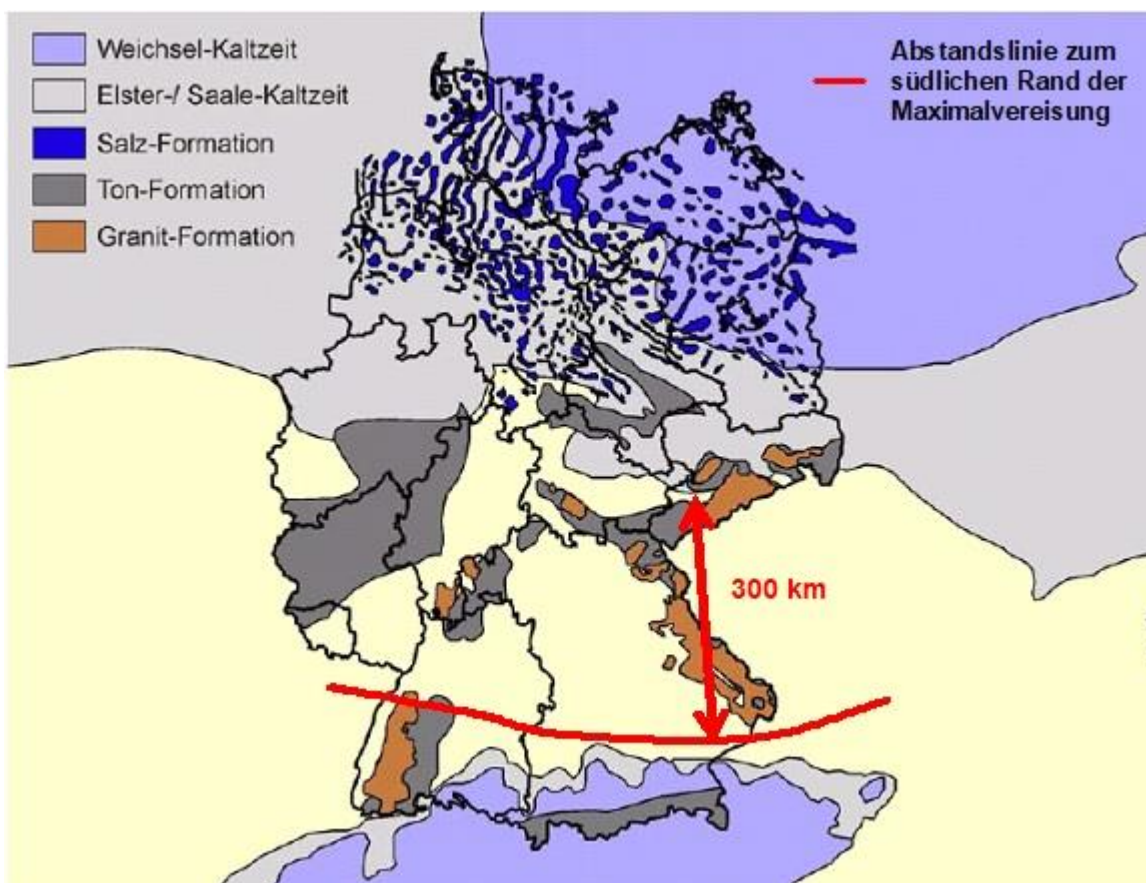 Weichsel-Kaltzeit
Elster-/ Saale-Kaltzeit
Salz-Formation
Ton-Formation
Granit-Formation
Abstandslinie zum
südlichen Rand der
Maximalvereisung
300 km